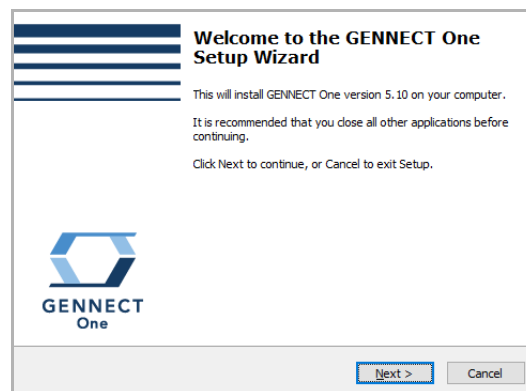 Welcome to the GENNECT One
Setup Wizard
This will install GENNECT One version 5.10 on your computer.
It is recommended that you close all other applications before
continuing.
Click Next to continue, or Cancel to exit Setup.
GENNECT
One
Next >
Cancel